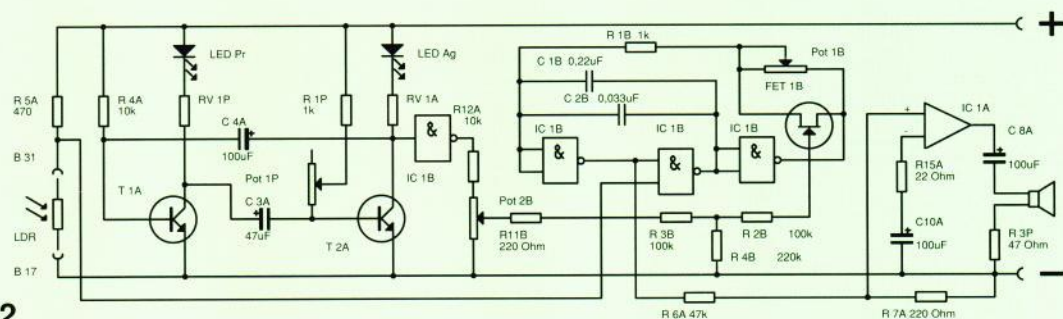 +
R 5A
470
R 4A
10k
LED Pr
RV 1P
R 1P
1k
LED Ag
RV 1A
R12A
10k
C 4A
100uF
+
&
IC 1B
B 31
LDR
B 17
T 1A
Pot 1P
C 3A
47uF
+
T 2A
Pot 2B
R11B
220 Ohm
R 1B 1k
C 1B 0,22uF
C 2B 0,033uF
IC 1B
&
IC 1B
&
IC 1B
&
Pot 1B
FET 1B
R 3B
100k
R 2B
100k
R 4B 220k
R 6A 47k
R 7A 220 Ohm
+
-
IC 1A
R15A
22 Ohm
C10A
100uF
+
C 8A
100uF
+
R 3P
47 Ohm
−
2